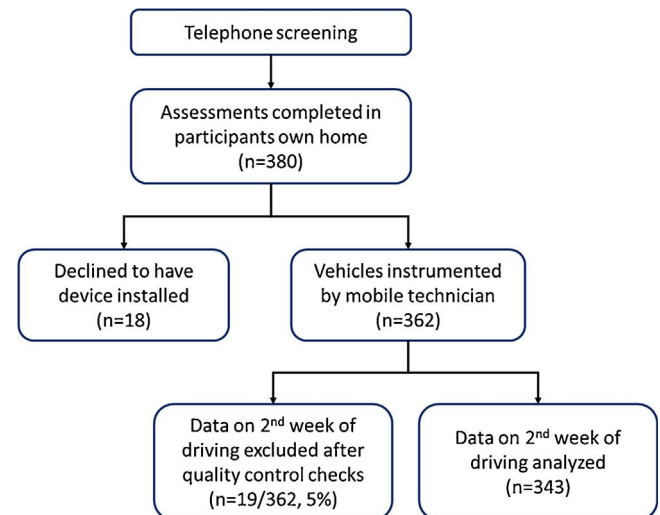 Telephone screening
Assessments completed in
participants own home
(n=380)
Declined to have
device installed
(n=18)
Vehicles instrumented
by mobile technician
(n=362)
Data on 2nd week of
driving excluded after
quality control checks
(n=19/362, 5%)
Data on 2nd week of
driving analyzed
(n=343)